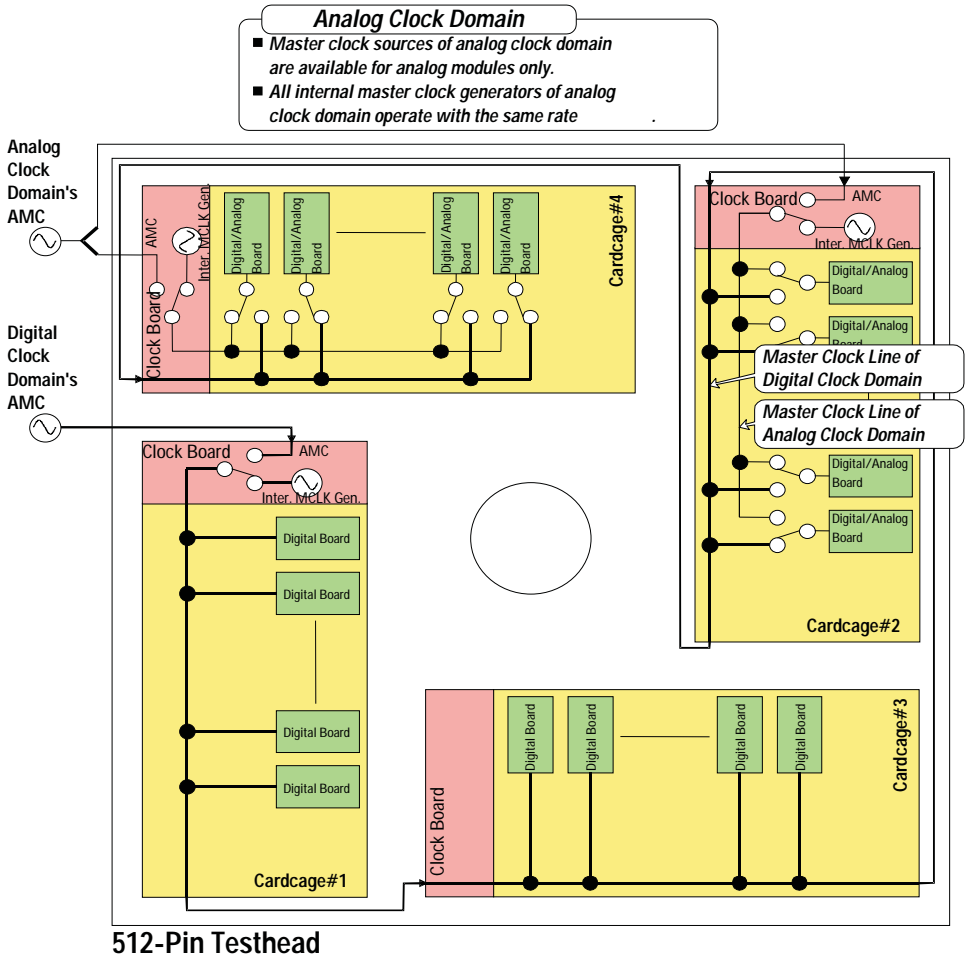 Analog Clock Domain
■ Master clock sources of analog clock domain
are available for analog modules only.
■ All internal master clock generators of analog
clock domain operate with the same rate .
Analog
Clock
Domain's
AMC
Digital
Clock
Domain's
AMC
Clock Board
AMC
Inter. MCLK Gen.
Digital/Analog
Board
Digital/Analog
Board
Digital/Analog
Board
Digital/Analog
Board
Cardcage#4
Clock Board
AMC
Inter. MCLK Gen.
Digital/Analog
Board
Digital/Analog
Board
Master Clock Line of
Digital Clock Domain
Master Clock Line of
Analog Clock Domain
Digital/Analog
Board
Digital/Analog
Board
Cardcage#2
Clock Board
AMC
Inter. MCLK Gen.
Digital Board
Digital Board
Digital Board
Digital Board
Cardcage#1
Clock Board
Digital Board
Digital Board
Digital Board
Digital Board
Cardcage#3
512-Pin Testhead